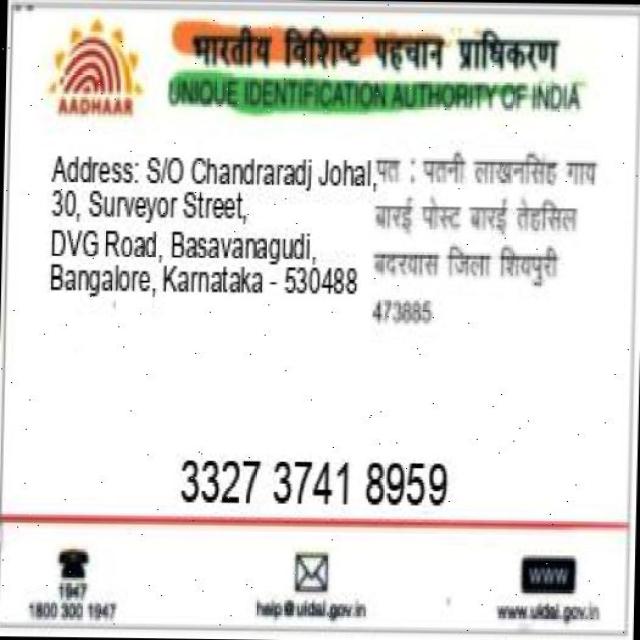 भारतीय विशिष्ट पहचान प्राधिकरण
UNIQUE IDENTIFICATION AUTHORITY OF INDIA
AADHAAR
Address: S/O Chandraradj Johal,
30, Surveyor Street,
DVG Road, Basavanagudi,
Bangalore, Karnataka - 530488
पत : पतनी लाखनसिंह गाय
बारई पोस्ट बारई तेहसिल
बदरवास जिला शिवपुरी
473885
3327 3741 8959
1947
1800 300 1947
help@uidai.gov.in
WWW
www.uidai.gov.in